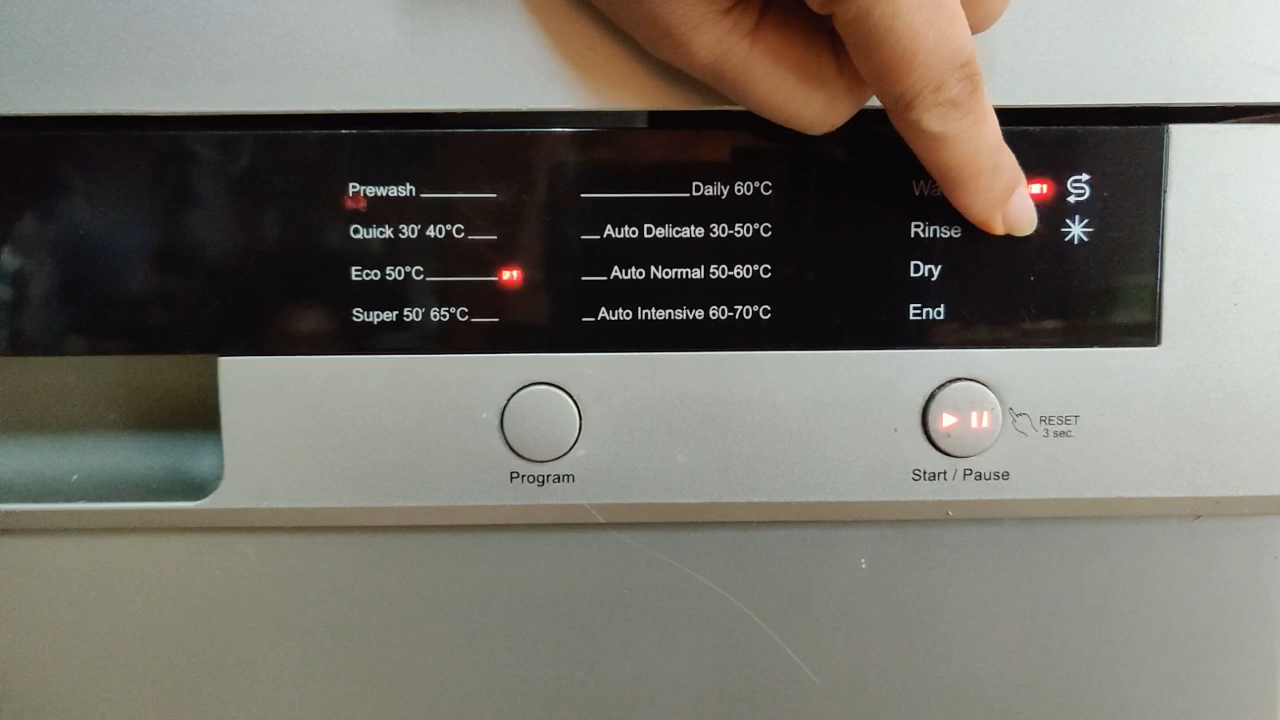 Prewash
Daily 60°C
Quick 30′ 40°C
Auto Delicate 30-50°C
Rinse
Eco 50°C
Auto Normal 50-60°C
Dry
Super 50′ 65°C
Auto Intensive 60-70°C
End
RESET
3 sec.
Program
Start / Pause